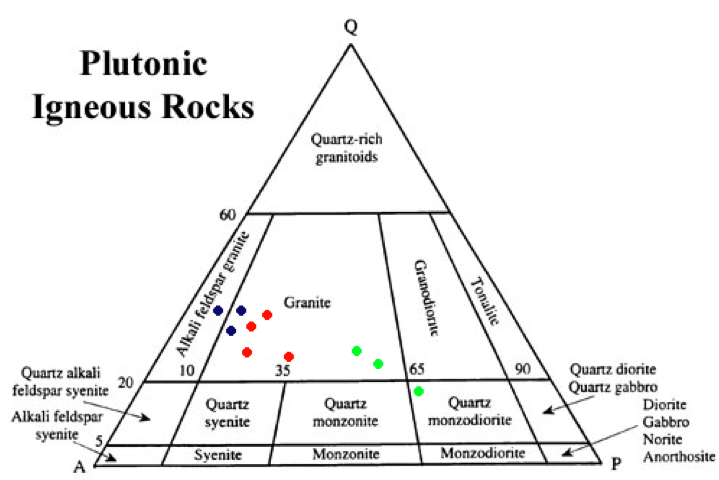 Q
Plutonic
Igneous Rocks
Quartz-rich
granitoids
60
Alkali feldspar granite
Granite
Granodiorite
Tonalite
Quartz alkali
feldspar syenite
20
10
35
65
90
Quartz diorite
Quartz gabbro
Alkali feldspar
syenite
Quartz
syenite
Quartz
monzonite
Quartz
monzodiorite
Diorite
Gabbro
Norite
Anorthosite
5
A
Syenite
Monzonite
Monzodiorite
P